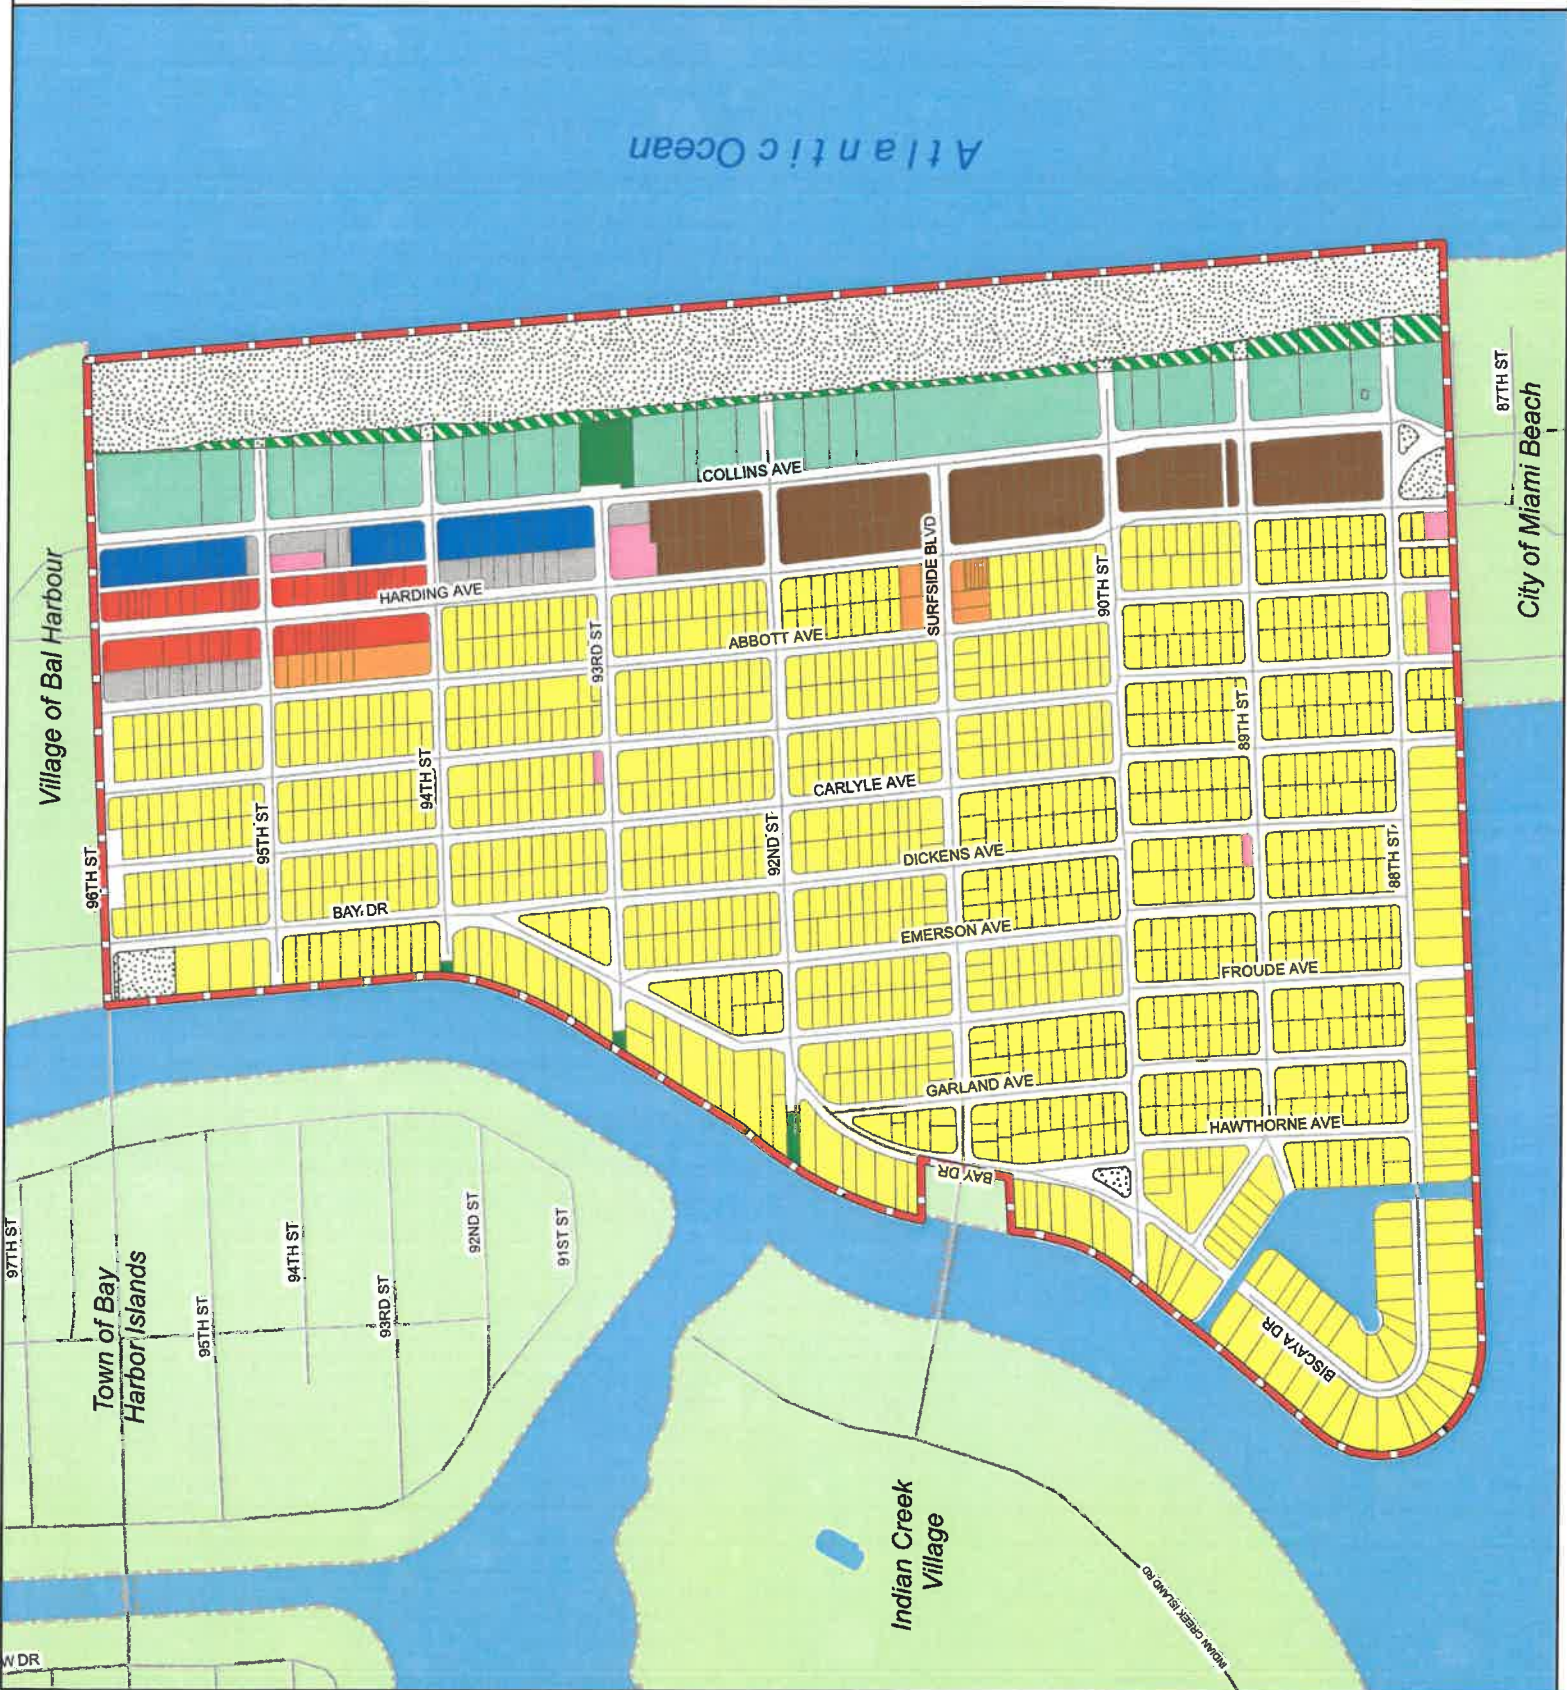 Atlantic Ocean
87TH ST
City of Miami Beach
COLLINS AVE
Village of Bal Harbour
HARDING AVE
SURFSIDE BLVD
90TH ST
93RD ST
ABBOTT AVE
89TH ST
94TH ST
95TH ST
96TH ST
CARLYLE AVE
92ND ST
DICKENS AVE
88TH ST
BAY DR
EMERSON AVE
FROUDE AVE
GARLAND AVE
HAWTHORNE AVE
BAY DR
97TH ST
Town of Bay
Harbor Islands
94TH ST
92ND ST
91ST ST
95TH ST
93RD ST
BISCAYA DR
Indian Creek
Village
INDIAN CREEK ISLAND RD
W DR